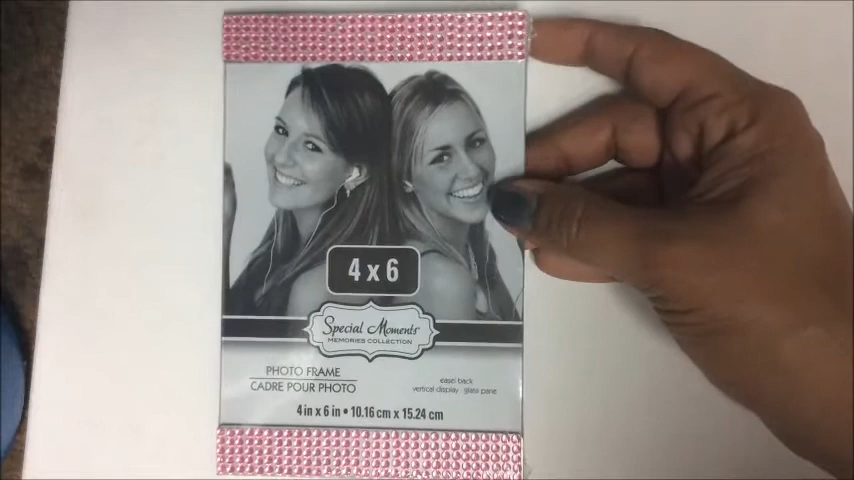 4 x 6
Special Moments
MEMORIES COLLECTION
PHOTO FRAME
CADRE POUR PHOTO
easel back
vertical display glass pane
4 in x 6 in • 10.16 cm x 15.24 cm